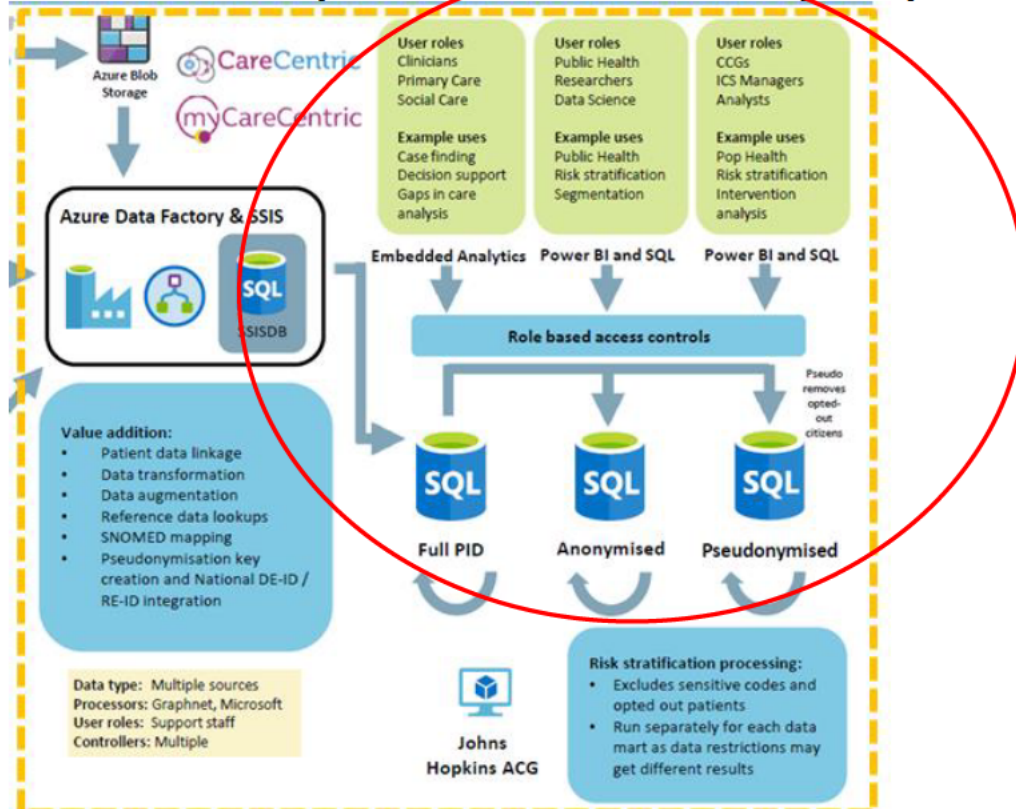 Azure Blob
Storage
CareCentric
myCareCentric
User roles
Clinicians
Primary Care
Social Care
Example uses
Case finding
Decision support
Gaps in care
analysis
User roles
Public Health
Researchers
Data Science
Example uses
Public Health
Risk stratification
Segmentation
User roles
CCGs
ICS Managers
Analysts
Example uses
Pop Health
Risk stratification
Intervention
analysis
Azure Data Factory & SSIS
SQL
SSISDB
Embedded Analytics
Power BI and SQL
Power BI and SQL
Role based access controls
Pseudo
removes
opted-
out
citizens
Value addition:
• Patient data linkage
• Data transformation
• Data augmentation
• Reference data lookups
• SNOMED mapping
• Pseudonymisation key
creation and National DE-ID /
RE-ID integration
SQL
SQL
SQL
Full PID
Anonymised
Pseudonymised
Data type: Multiple sources
Processors: Graphnet, Microsoft
User roles: Support staff
Controllers: Multiple
Johns
Hopkins ACG
Risk stratification processing:
• Excludes sensitive codes and
opted out patients
• Run separately for each data
mart as data restrictions may
get different results